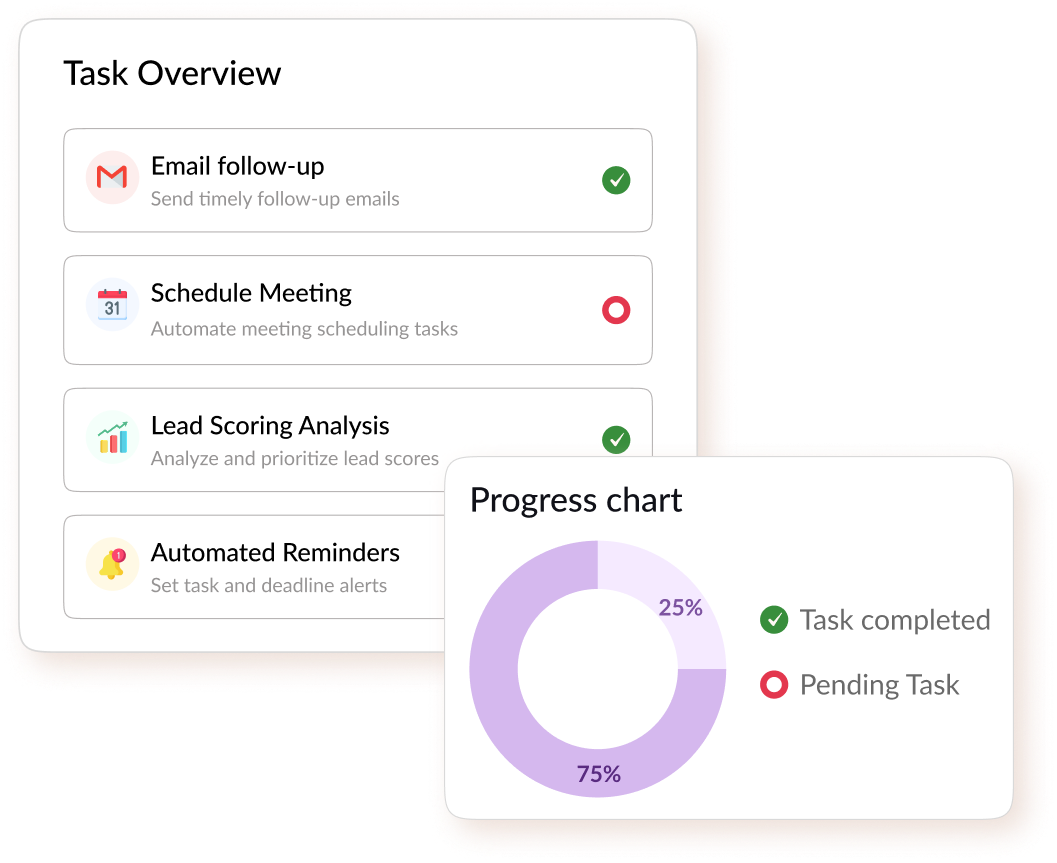 Task Overview
Email follow-up
Send timely follow-up emails
31
Schedule Meeting
Automate meeting scheduling tasks
Lead Scoring Analysis
Analyze and prioritize lead scores
1
Automated Reminders
Set task and deadline alerts
Progress chart
25%
75%
Task completed
Pending Task